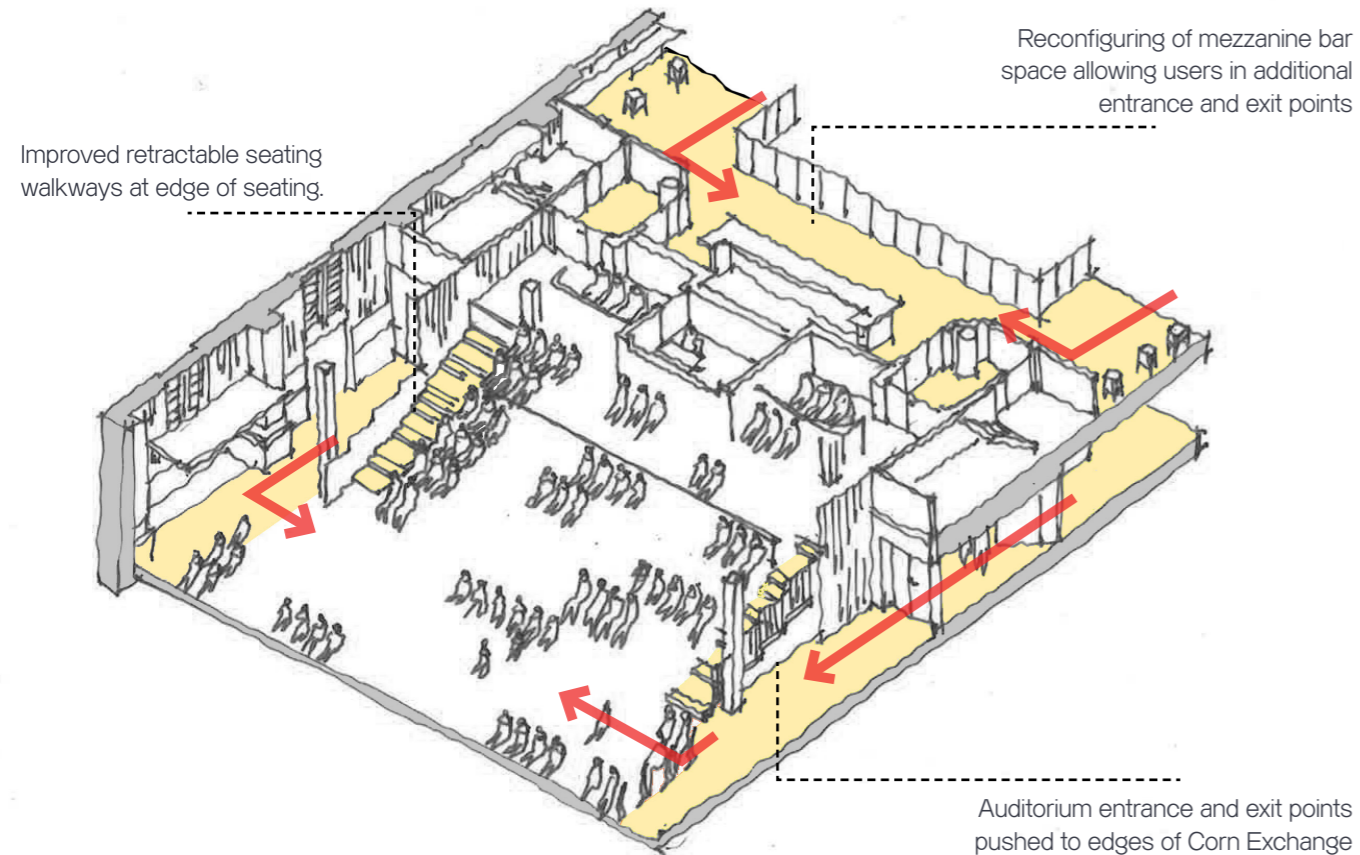 Reconfiguring of mezzanine bar
space allowing users in additional
entrance and exit points
Improved retractable seating
walkways at edge of seating.
Auditorium entrance and exit points
pushed to edges of Corn Exchange